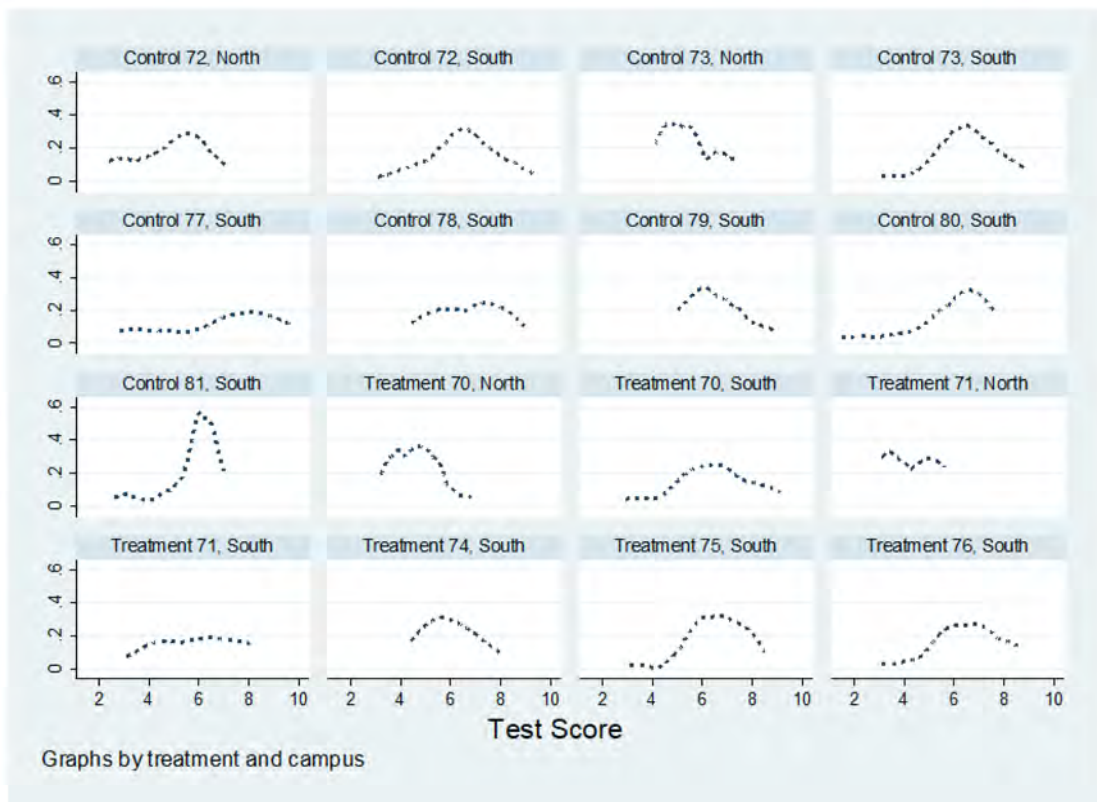 Control 72, North
Control 72, South
Control 73, North
Control 73, South
0 .2 .4 .6
Control 77, South
Control 78, South
Control 79, South
Control 80, South
0 .2 .4 .6
Control 81, South
Treatment 70, North
Treatment 70, South
Treatment 71, North
0 .2 .4 .6
Treatment 71, South
Treatment 74, South
Treatment 75, South
Treatment 76, South
0 .2 .4 .6
2 4 6 8 10
2 4 6 8 10
2 4 6 8 10
2 4 6 8 10
Test Score
Graphs by treatment and campus